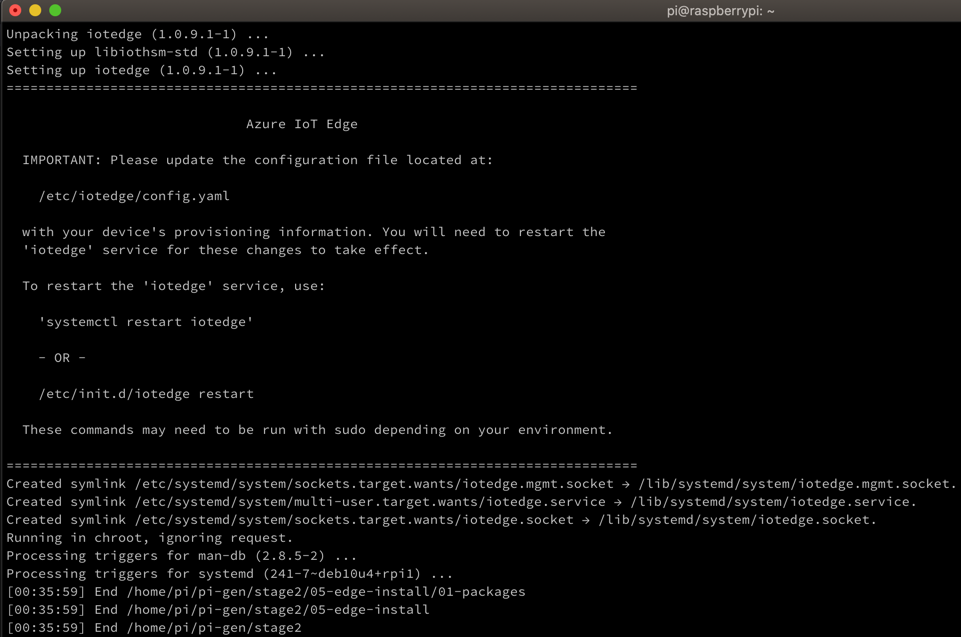 pi@raspberrypi: ~
Unpacking iotedge (1.0.9.1-1) ...
Setting up libiothsm-std (1.0.9.1-1) ...
Setting up iotedge (1.0.9.1-1) ...
===============================================================================
Azure IoT Edge
IMPORTANT: Please update the configuration file located at:
/etc/iotedge/config.yaml
with your device's provisioning information. You will need to restart the
'iotedge' service for these changes to take effect.
To restart the 'iotedge' service, use:
'systemctl restart iotedge'
- OR -
/etc/init.d/iotedge restart
These commands may need to be run with sudo depending on your environment.
===============================================================================
Created symlink /etc/systemd/system/sockets.target.wants/iotedge.mgmt.socket → /lib/systemd/system/iotedge.mgmt.socket.
Created symlink /etc/systemd/system/multi-user.target.wants/iotedge.service → /lib/systemd/system/iotedge.service.
Created symlink /etc/systemd/system/sockets.target.wants/iotedge.socket → /lib/systemd/system/iotedge.socket.
Running in chroot, ignoring request.
Processing triggers for man-db (2.8.5-2) ...
Processing triggers for systemd (241-7~deb10u4+rpi1) ...
[00:35:59] End /home/pi/pi-gen/stage2/05-edge-install/01-packages
[00:35:59] End /home/pi/pi-gen/stage2/05-edge-install
[00:35:59] End /home/pi/pi-gen/stage2